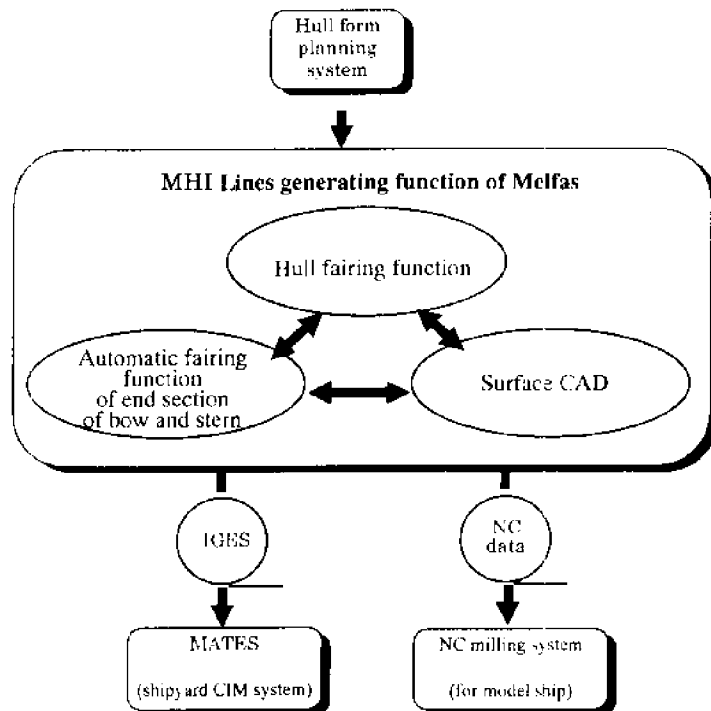 Hull form
planning
system
MHI Lines generating function of Melfas
Hull fairing function
Automatic fairing
function
of end section
of bow and stern
Surface CAD
IGES
NC
data
MATES
(shipyard CIM system)
NC milling system
(for model ship)